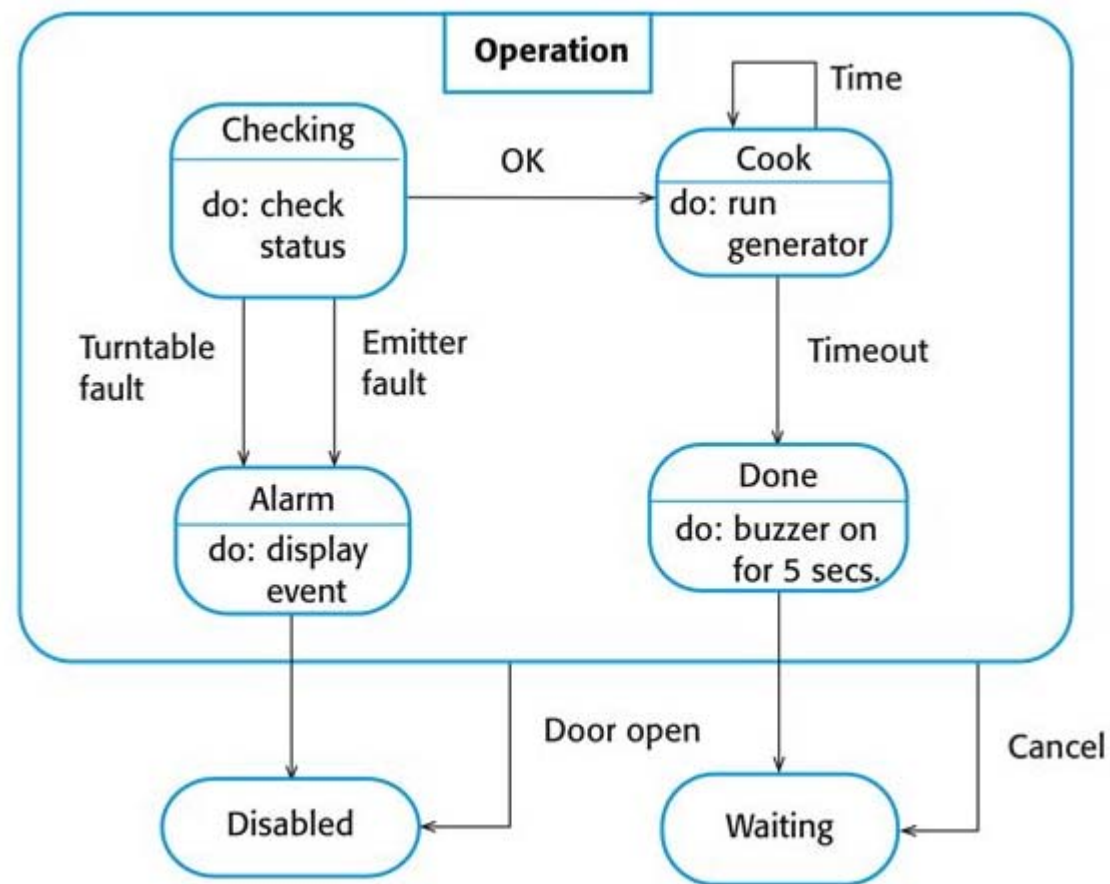 Operation
Time
Checking
Cook
OK
do: check
status
do: run
generator
Turntable
fault
Emitter
fault
Timeout
Alarm
Done
do: display
event
do: buzzer on
for 5 secs.
Door open
Cancel
Disabled
Waiting